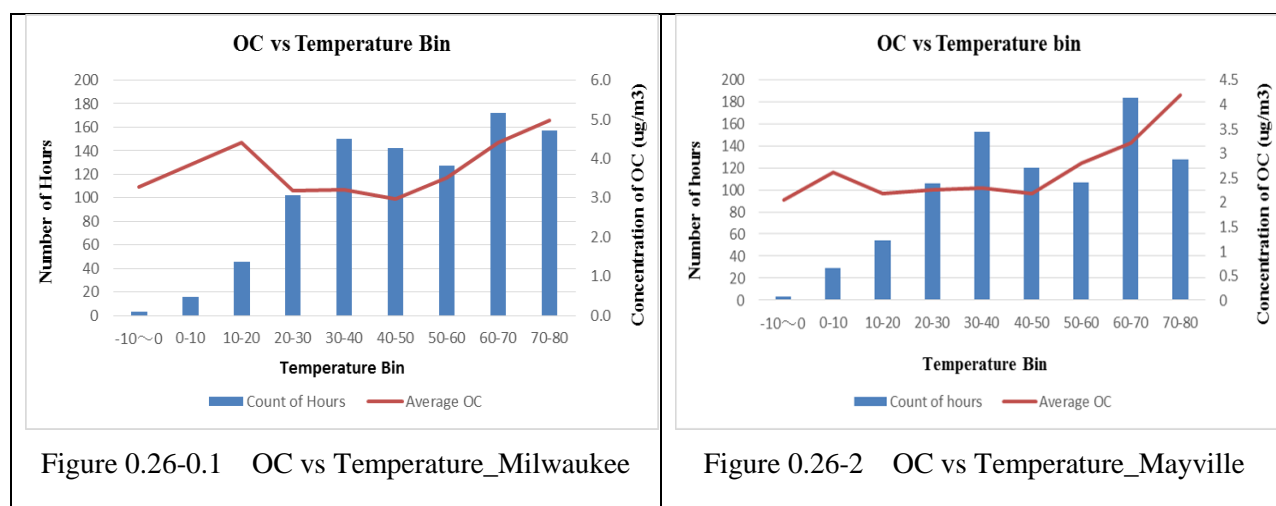 OC vs Temperature Bin
Number of Hours
200
180
160
140
120
100
80
60
40
20
0
6.0
5.0
4.0
3.0
2.0
1.0
0.0
Concentration of OC (ug/m3)
-10～0 0-10 10-20 20-30 30-40 40-50 50-60 60-70 70-80
Temperature Bin
Count of Hours Average OC
Figure 0.26-0.1 OC vs Temperature_Milwaukee
OC vs Temperature bin
Number of hours
200
180
160
140
120
100
80
60
40
20
0
4.5
4
3.5
3
2.5
2
1.5
1
0.5
0
Concentration of OC (ug/m3)
-10～0 0-10 10-20 20-30 30-40 40-50 50-60 60-70 70-80
Temperature Bin
Count of hours Average OC
Figure 0.26-2 OC vs Temperature_Mayville